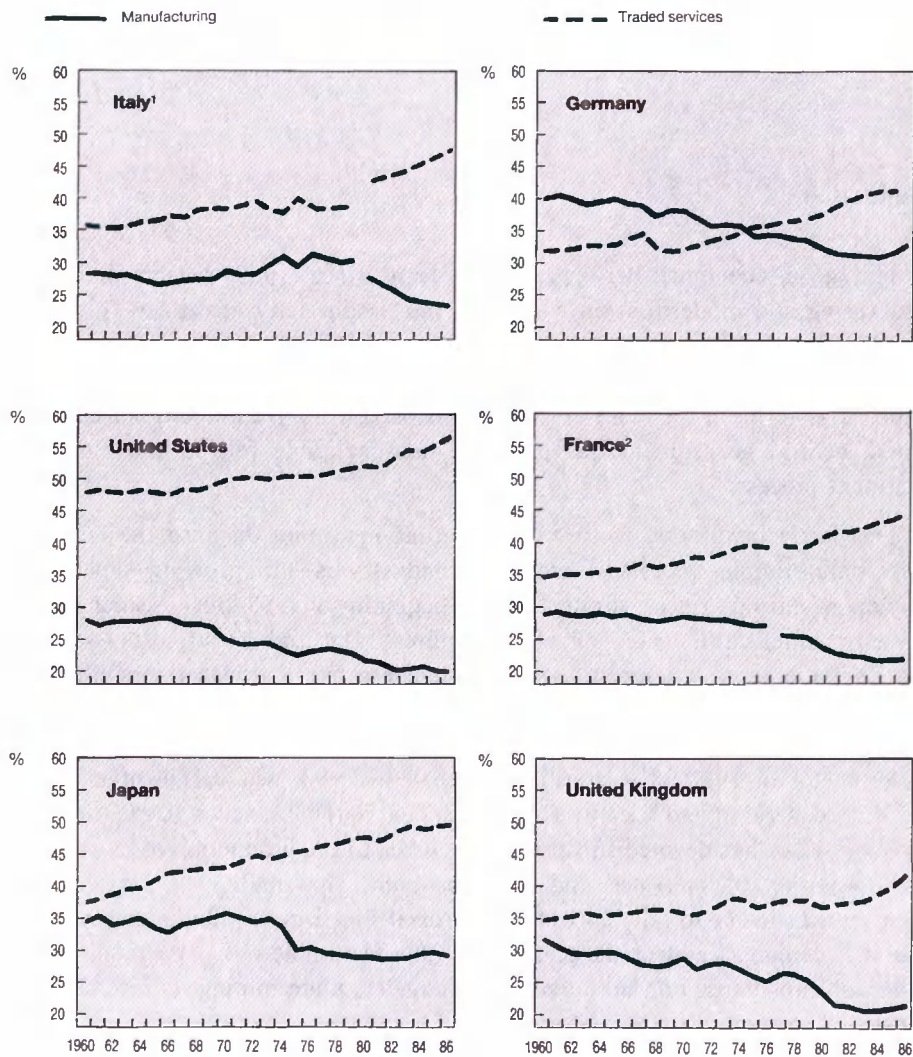 Manufacturing Traded services
% 60 % 60
55 Italy¹ 55 Germany
50 50
45 45
40 40
35 35
30 30
25 25
20 20
% 60 % 60
55 United States 55 France²
50 50
45 45
40 40
35 35
30 30
25 25
20 20
% 60 % 60
55 Japan 55 United Kingdom
50 50
45 45
40 40
35 35
30 30
25 25
20 20
1960 62 64 66 68 70 72 74 76 78 80 82 84 86 1960 62 64 66 68 70 72 74 76 78 80 82 84 86